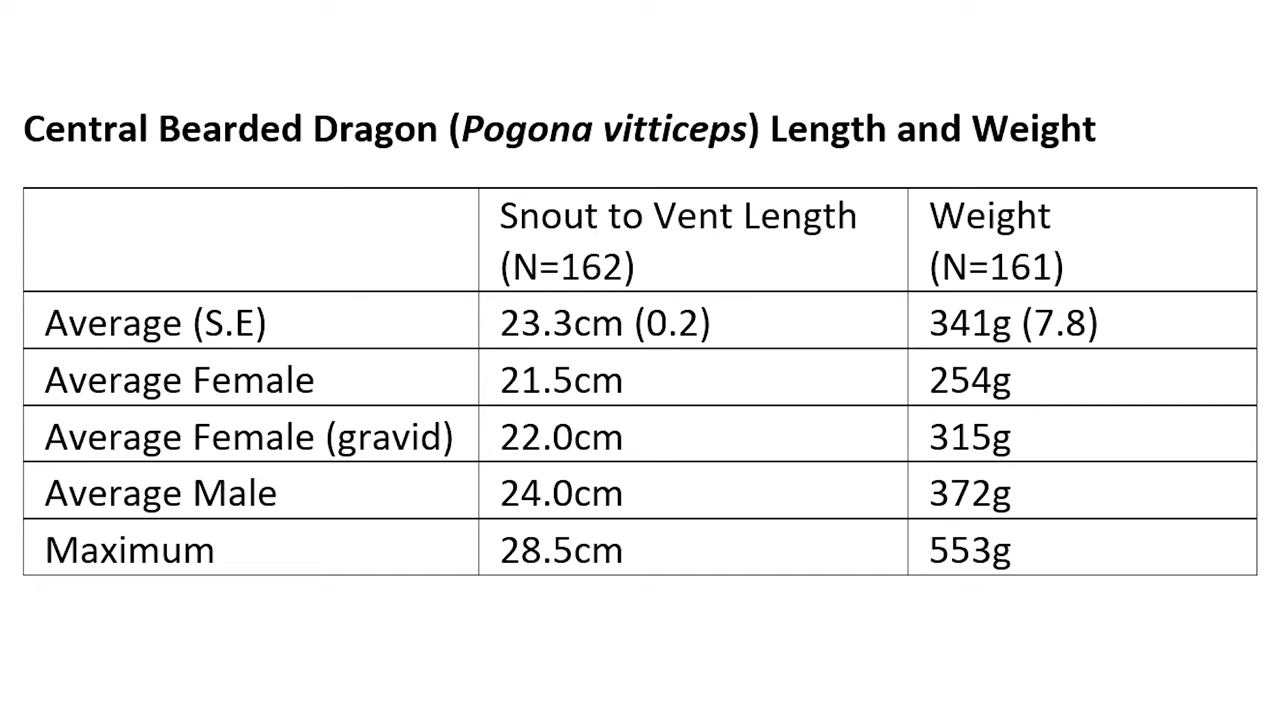 Central Bearded Dragon (Pogona vitticeps) Length and Weight
Snout to Vent Length Weight
(N=162) (N=161)
Average (S.E) 23.3cm (0.2) 341g (7.8)
Average Female 21.5cm 254g
Average Female (gravid) 22.0cm 315g
Average Male 24.0cm 372g
Maximum 28.5cm 553g